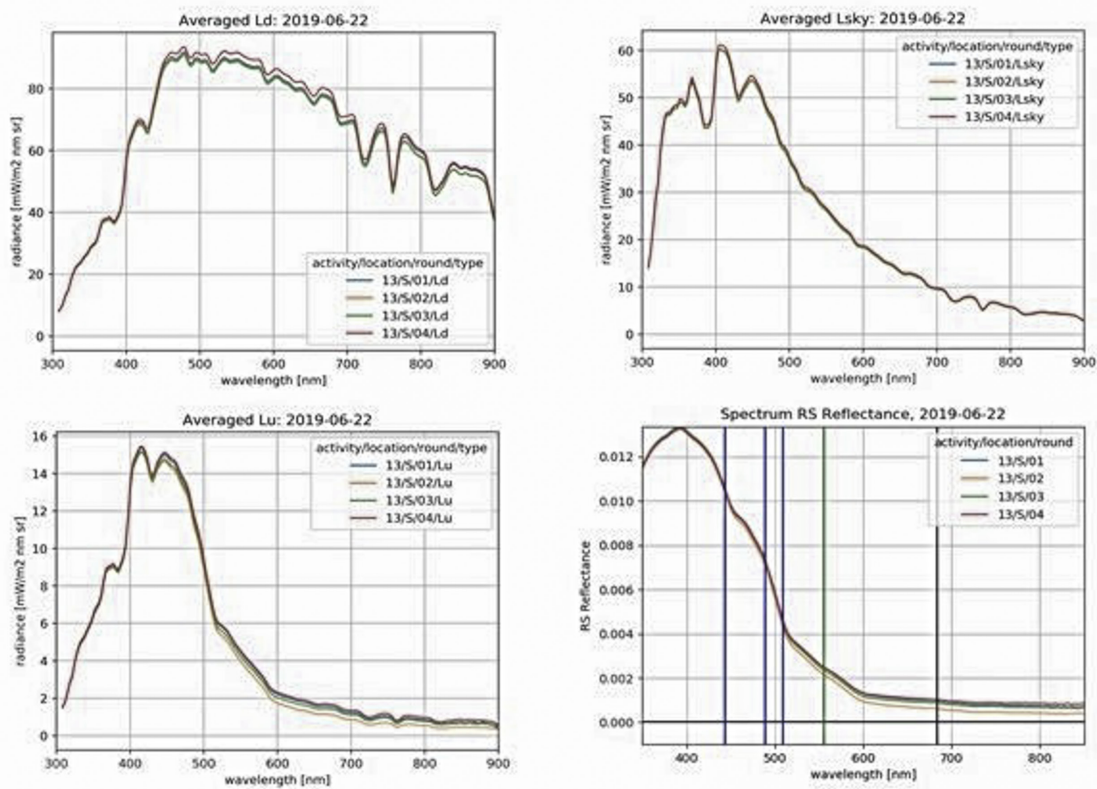 Averaged Ld: 2019-06-22
80
60
40
20
0
radiance [mW/m2 nm sr]
activity/location/round/type
13/S/01/Ld
13/S/02/Ld
13/S/03/Ld
13/S/04/Ld
300 400 500 600 700 800 900
wavelength [nm]
Averaged Lsky: 2019-06-22
60
50
40
30
20
10
0
radiance [mW/m2 nm sr]
activity/location/round/type
13/S/01/Lsky
13/S/02/Lsky
13/S/03/Lsky
13/S/04/Lsky
300 400 500 600 700 800 900
wavelength [nm]
Averaged Lu: 2019-06-22
16
14
12
10
8
6
4
2
0
radiance [mW/m2 nm sr]
activity/location/round/type
13/S/01/Lu
13/S/02/Lu
13/S/03/Lu
13/S/04/Lu
300 400 500 600 700 800 900
wavelength [nm]
Spectrum RS Reflectance, 2019-06-22
0.012
0.010
0.008
0.006
0.004
0.002
0.000
RS Reflectance
activity/location/round
13/S/01
13/S/02
13/S/03
13/S/04
400 500 600 700 800
wavelength [nm]